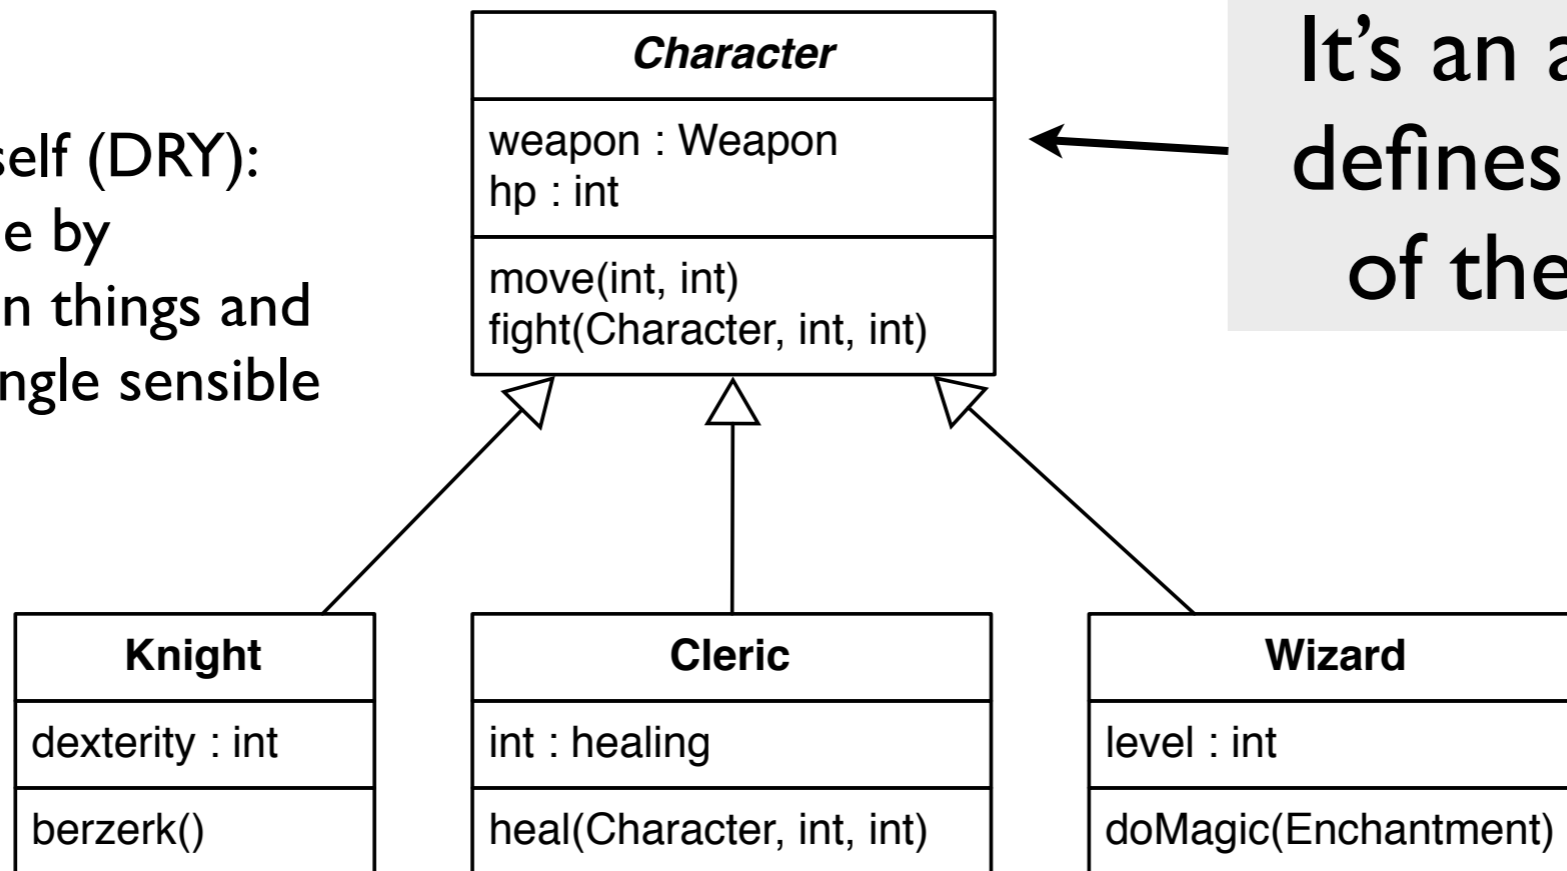 self (DRY):
e by
n things and
ngle sensible
Character
weapon : Weapon
hp : int
move(int, int)
fight(Character, int, int)
It’s an a
defines
of the
Knight
dexterity : int
berzerk()
Cleric
int : healing
heal(Character, int, int)
Wizard
level : int
doMagic(Enchantment)